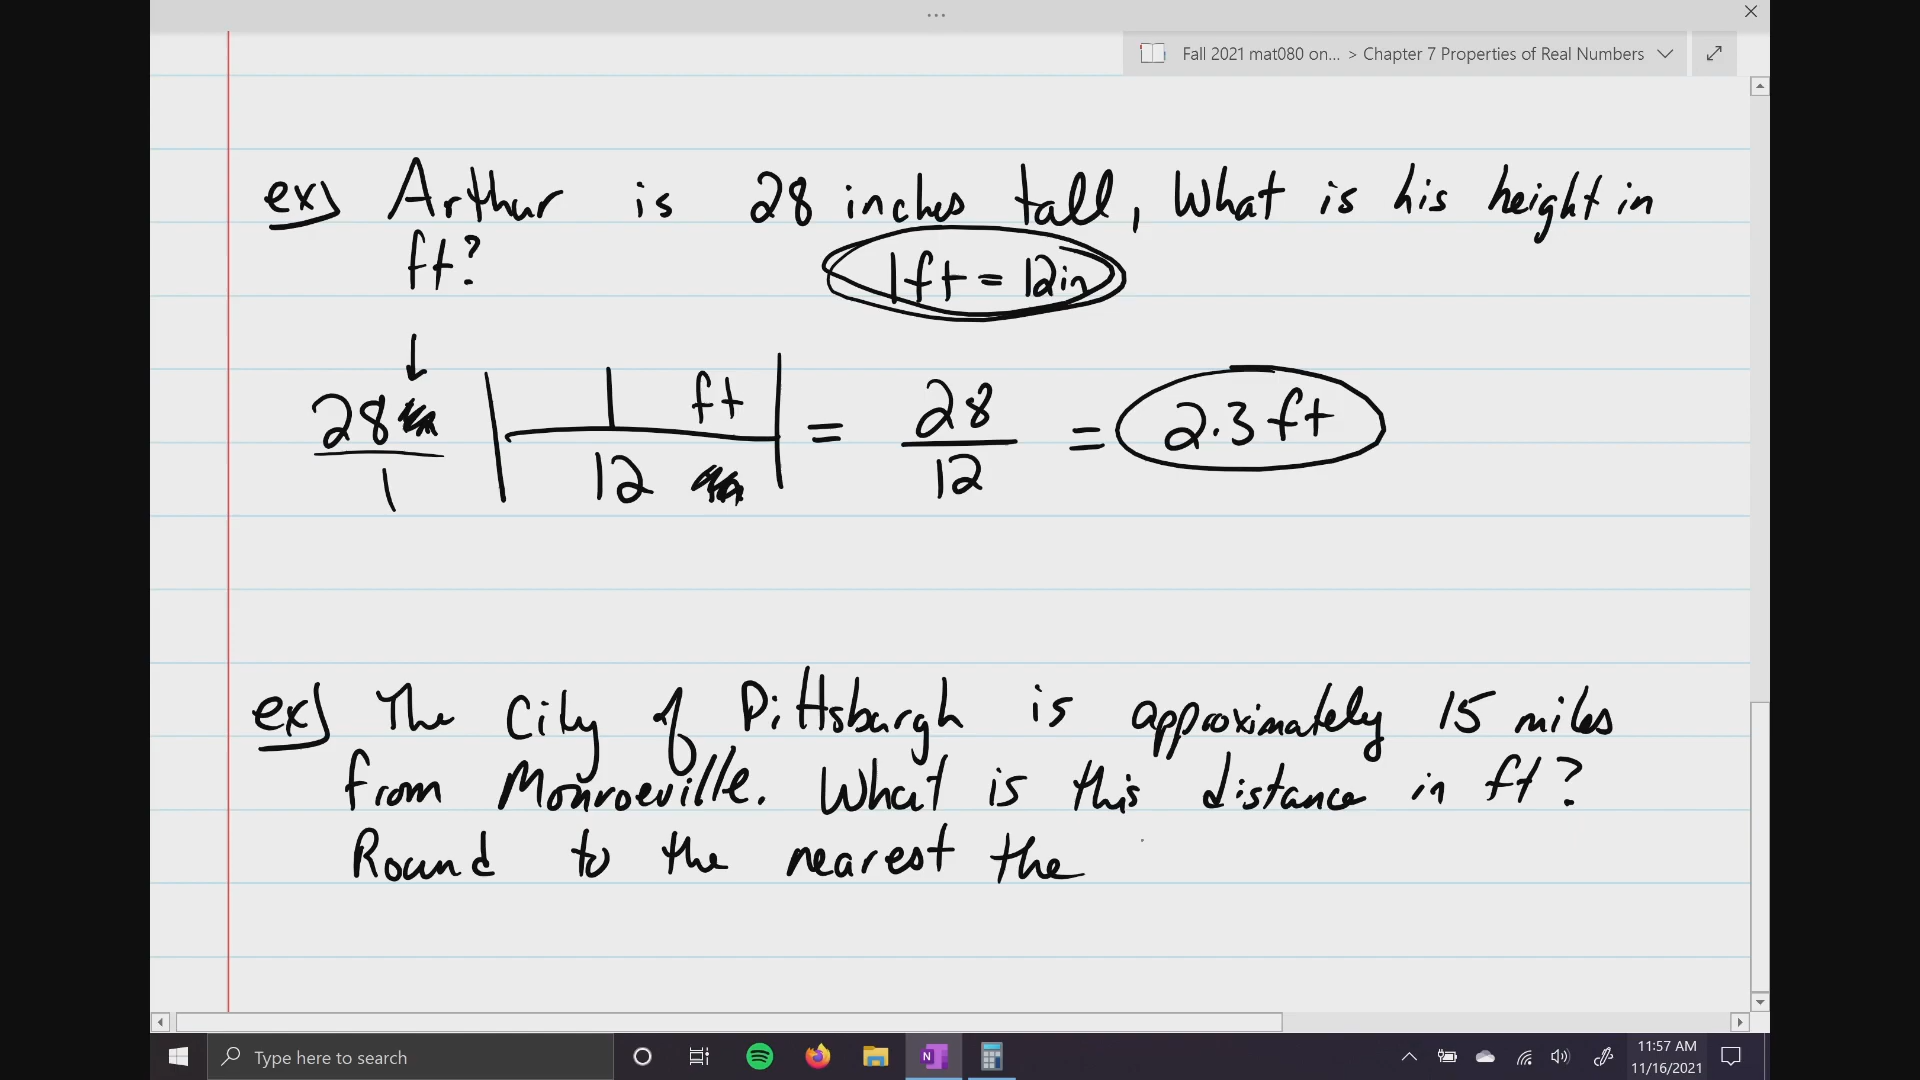 ...
Fall 2021 mat080 on... > Chapter 7 Properties of Real Numbers
ex) Arthur is 28 inches tall, What is his height in
ft?
1ft = 12in
28
1
1 ft
12
= 28/12 = 2.3 ft
ex) The City of Pittsburgh is approximately 15 miles
from Monroeville. What is this distance in ft?
Round to the nearest the
Type here to search
11:57 AM
11/16/2021